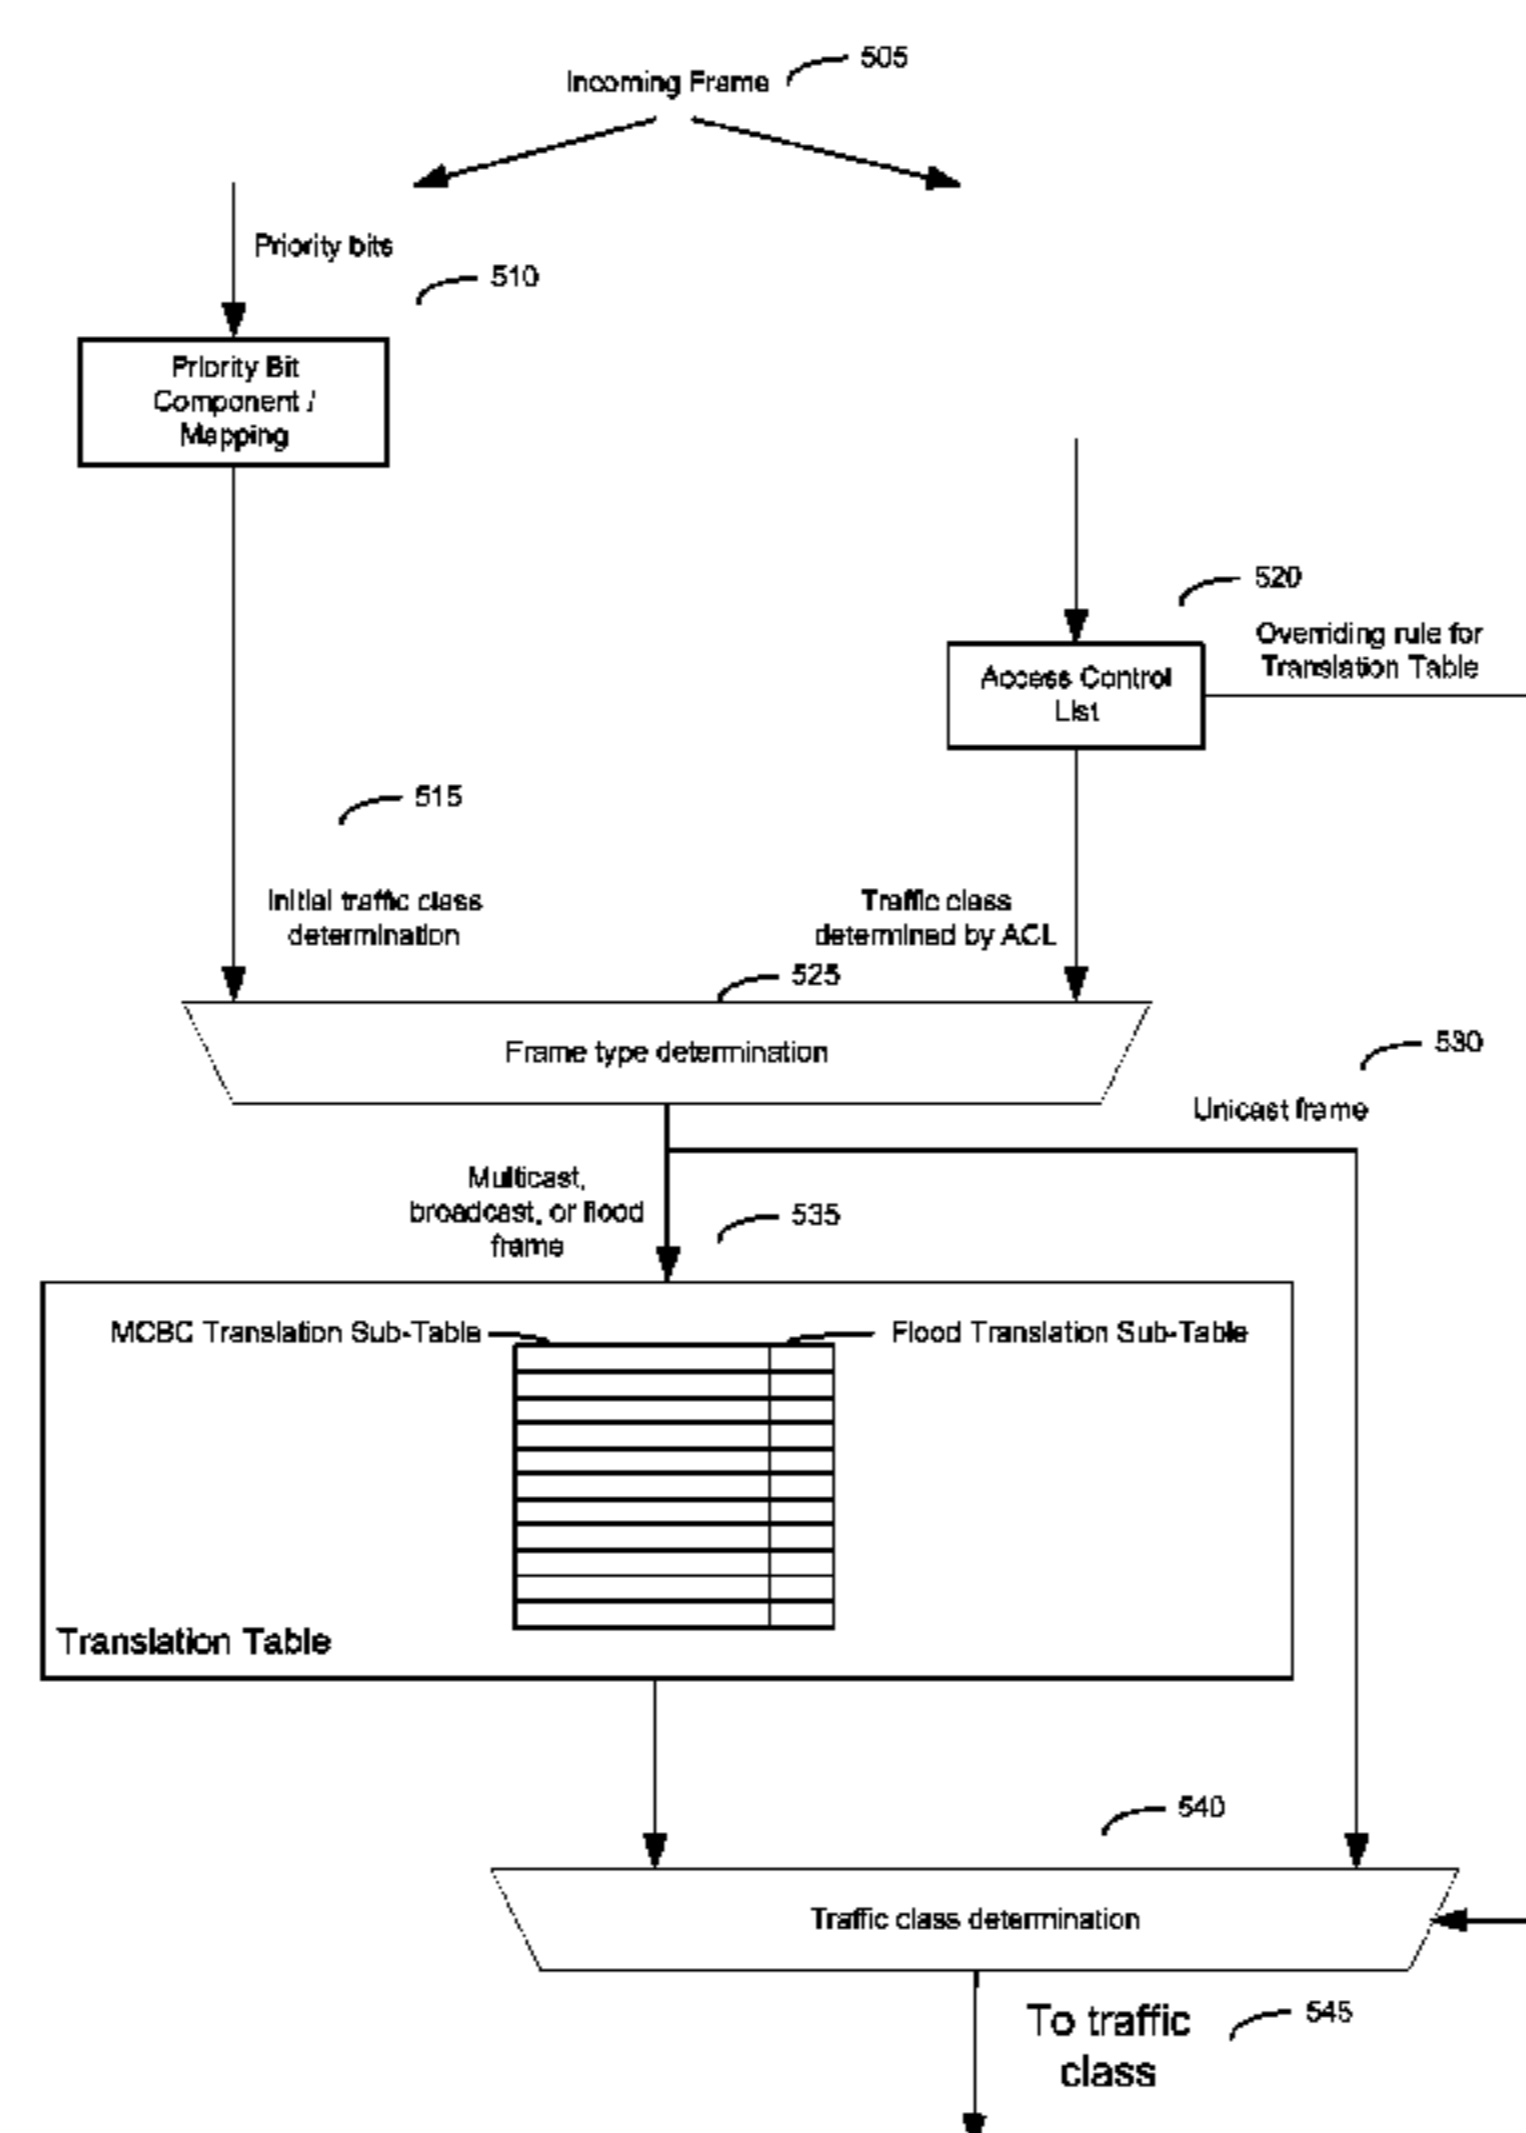 505
Incoming Frame
Priority bits
510
Priority Bit
Component /
Mapping
520
Overriding rule for
Translation Table
Access Control
List
515
Initial traffic class
determination
Traffic class
determined by ACL
525
Frame type determination
530
Unicast frame
Multicast,
broadcast, or flood
frame
535
MCBC Translation Sub-Table
Flood Translation Sub-Table
Translation Table
540
Traffic class determination
To traffic
class
545